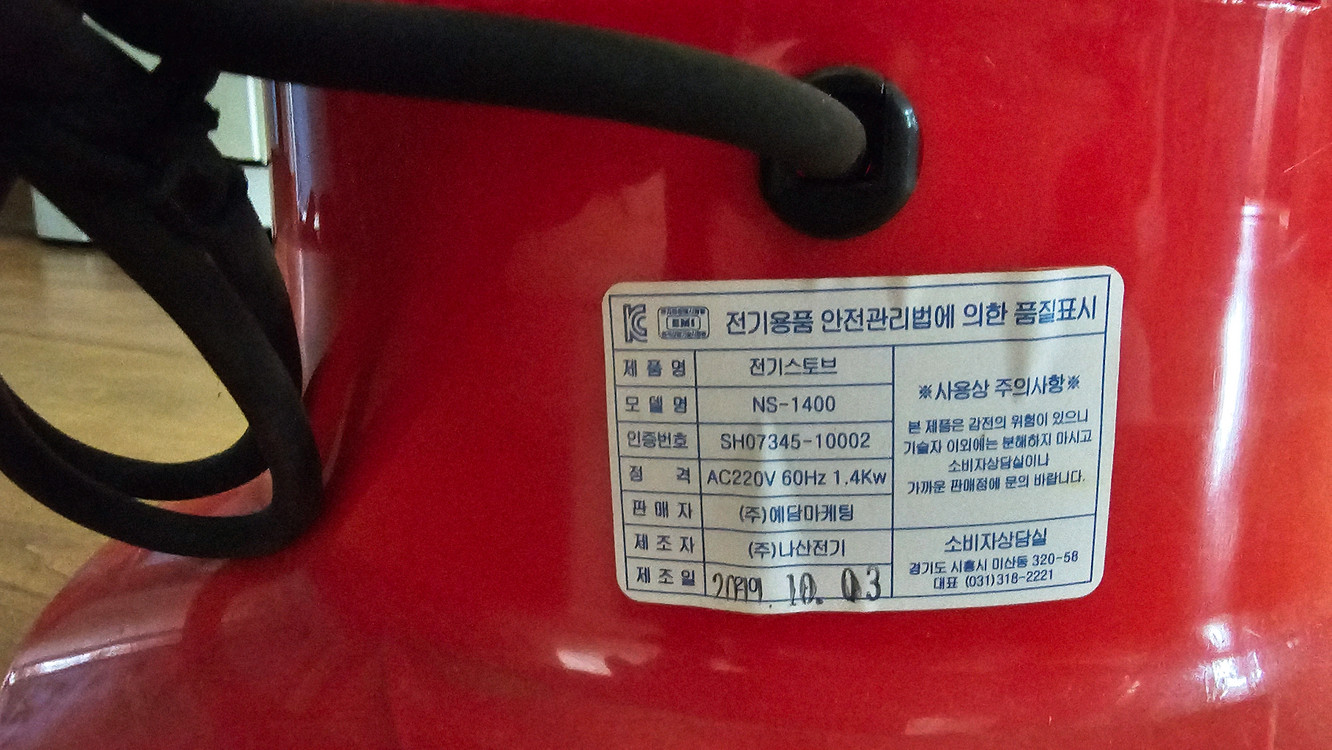 전기용품 안전관리법에 의한 품질표시
제 품 명 전기스토브
모 델 명 NS-1400
인증번호 SH07345-10002
정 격 AC220V 60Hz 1.4Kw
판 매 자 (주)예담마케팅
제 조 자 (주)나산전기
제 조 일 10. 03
※사용상 주의사항※
본 제품은 감전의 위험이 있으니
기술자 이외에는 분해하지 마시고
소비자상담실이나
가까운 판매점에 문의 바랍니다.
소비자상담실
경기도 시흥시 미산동 320-58
대표 (031)318-2221